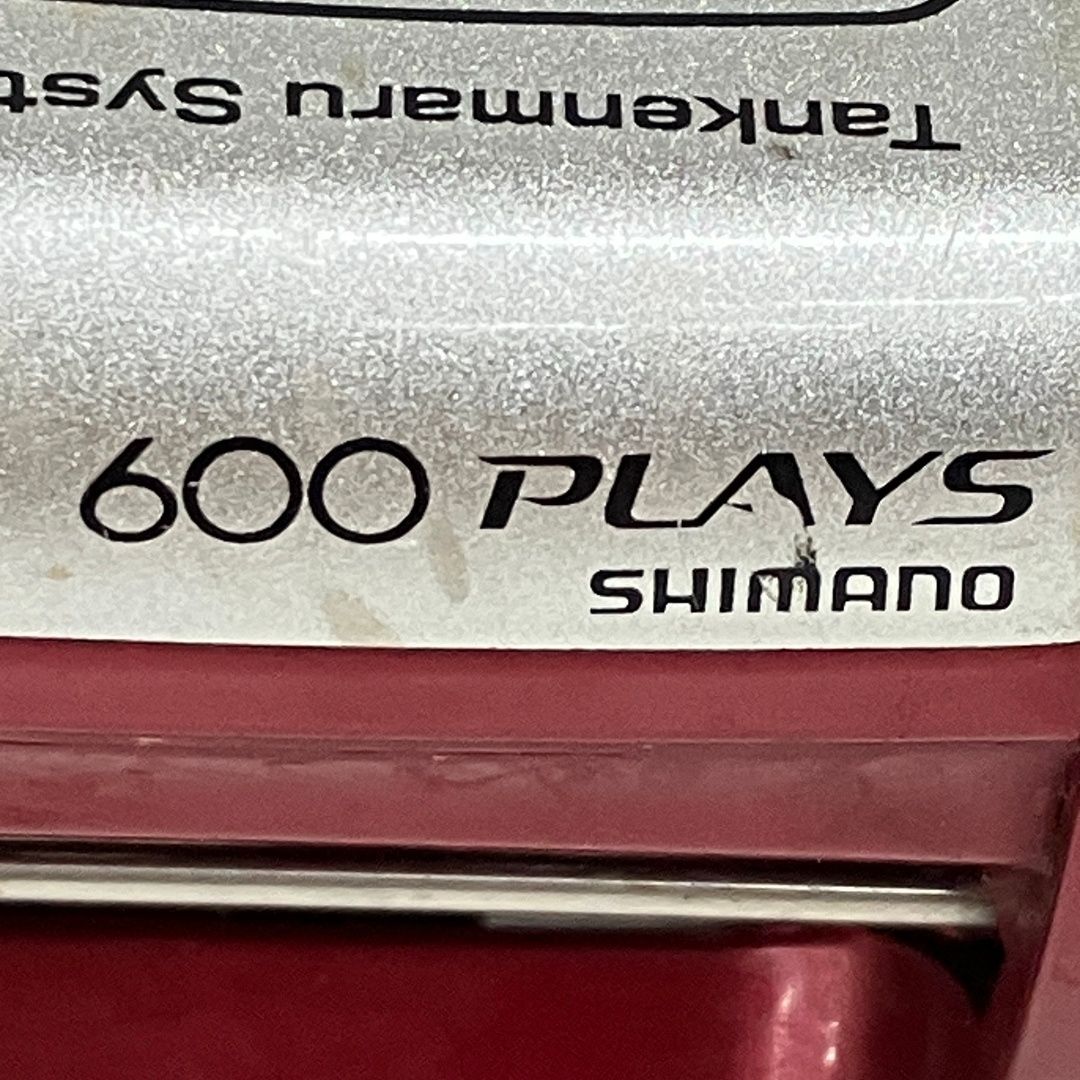 Tankenmaru Syst
600 PLAYS
SHIMANO